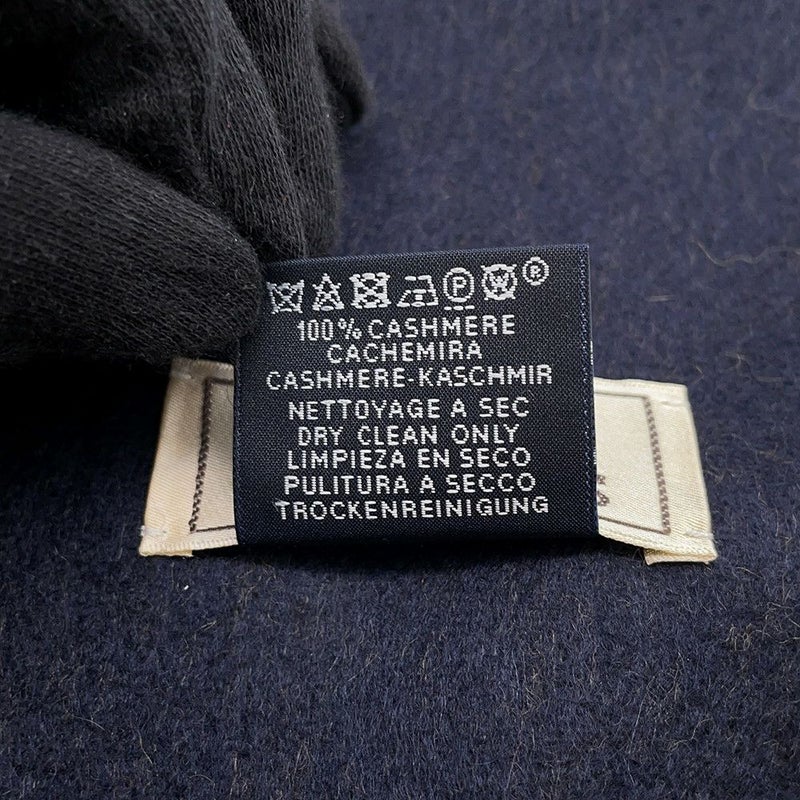 P W ®
100% CASHMERE
CACHEMIRA
CASHMERE-KASCHMIR
NETTOYAGE A SEC
DRY CLEAN ONLY
LIMPIEZA EN SECO
PULITURA A SECCO
TROCKENREINIGUNG